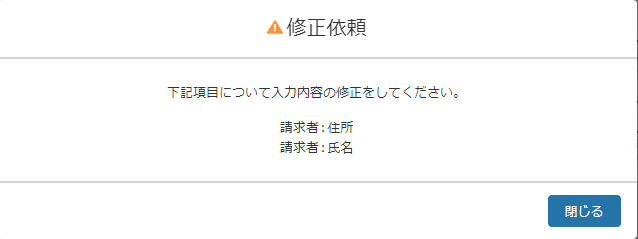 修正依頼
下記項目について入力内容の修正をしてください。
請求者:住所
請求者:氏名
閉じる